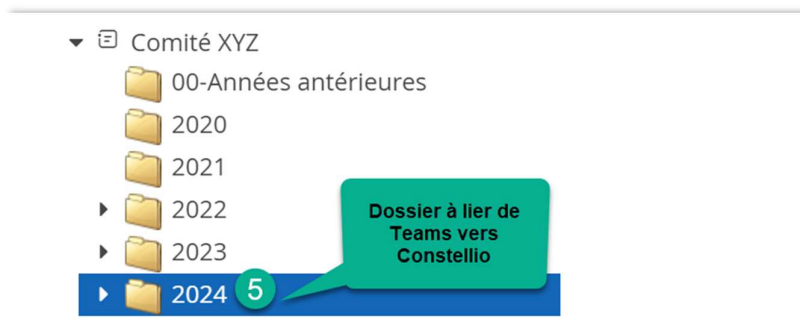 Comité XYZ
00-Années antérieures
2020
2021
2022
2023
2024 5
Dossier à lier de
Teams vers
Constellio